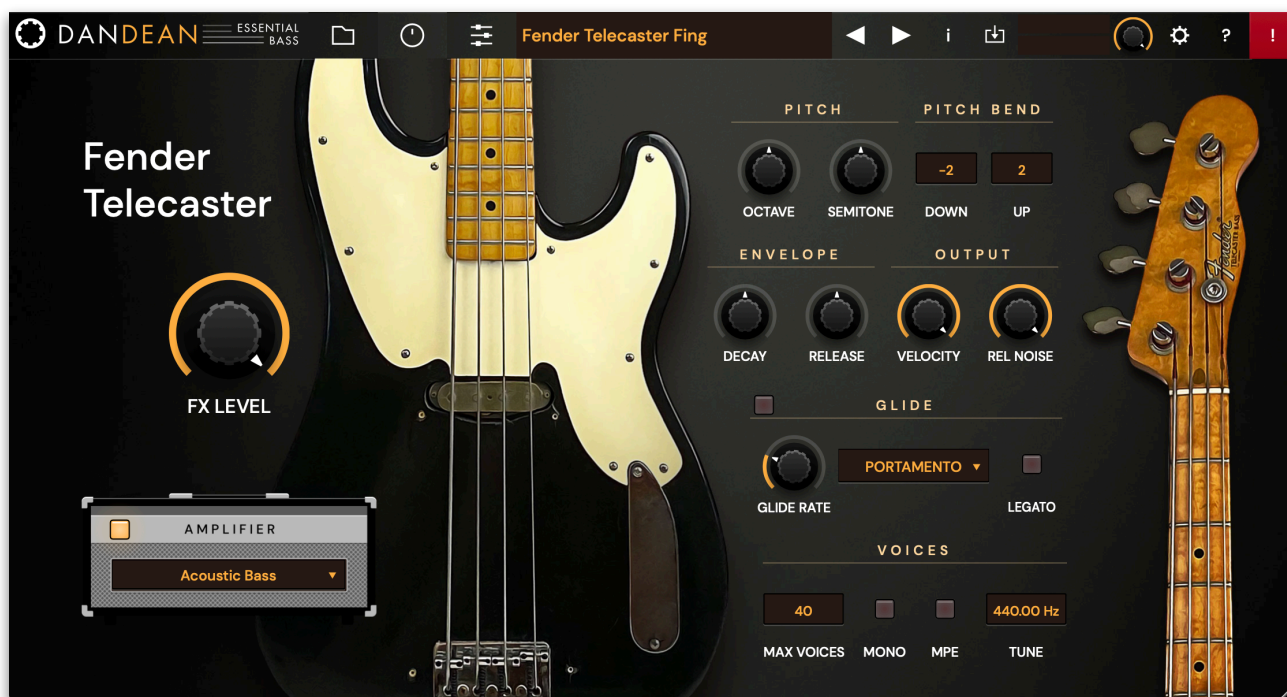 DANDEAN ESSENTIAL BASS
Fender Telecaster Fing
i
?
!
Fender
Telecaster
FX LEVEL
AMPLIFIER
Acoustic Bass
PITCH
PITCH BEND
-2
2
OCTAVE
SEMITONE
DOWN
UP
ENVELOPE
OUTPUT
DECAY
RELEASE
VELOCITY
REL NOISE
GLIDE
PORTAMENTO
GLIDE RATE
LEGATO
VOICES
40
440.00 Hz
MAX VOICES
MONO
MPE
TUNE
Fender
TELECASTER BASS